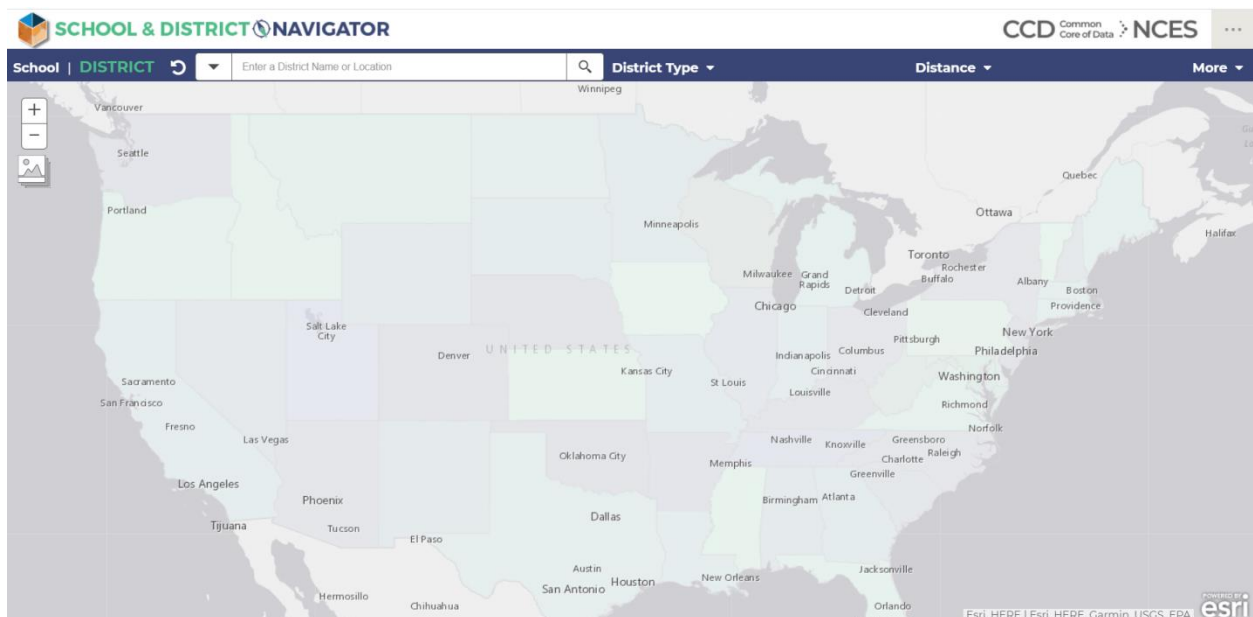 SCHOOL & DISTRICT NAVIGATOR
CCD Common Core of Data NCES
...
School | DISTRICT
Enter a District Name or Location
District Type
Distance
More
+
−
Winnipeg
Vancouver
Seattle
Quebec
Portland
Ottawa
Minneapolis
Halifax
Toronto
Rochester
Milwaukee
Grand
Rapids
Buffalo
Albany
Detroit
Boston
Chicago
Providence
Cleveland
Salt Lake
City
New York
Pittsburgh
UNITED STATES
Denver
Indianapolis
Columbus
Philadelphia
Kansas City
Cincinnati
Washington
Sacramento
St Louis
Louisville
San Francisco
Richmond
Fresno
Norfolk
Las Vegas
Nashville
Knoxville
Greensboro
Raleigh
Oklahoma City
Memphis
Charlotte
Greenville
Los Angeles
Phoenix
Birmingham
Atlanta
Dallas
Tijuana
Tucson
El Paso
Austin
Jacksonville
San Antonio
Houston
New Orleans
Hermosillo
Chihuahua
Orlando
POWERED BY
esri
Esri, HERE | Esri, HERE, Garmin, USGS, EPA